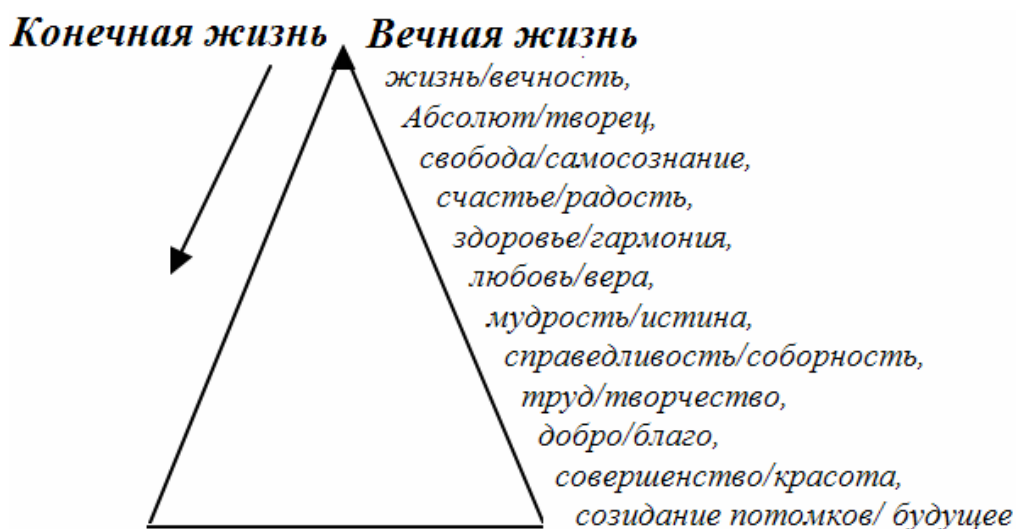 Конечная жизнь Вечная жизнь
жизнь/вечность,
Абсолют/творец,
свобода/самосознание,
счастье/радость,
здоровье/гармония,
любовь/вера,
мудрость/истина,
справедливость/соборность,
труд/творчество,
добро/благо,
совершенство/красота,
созидание потомков/ будущее